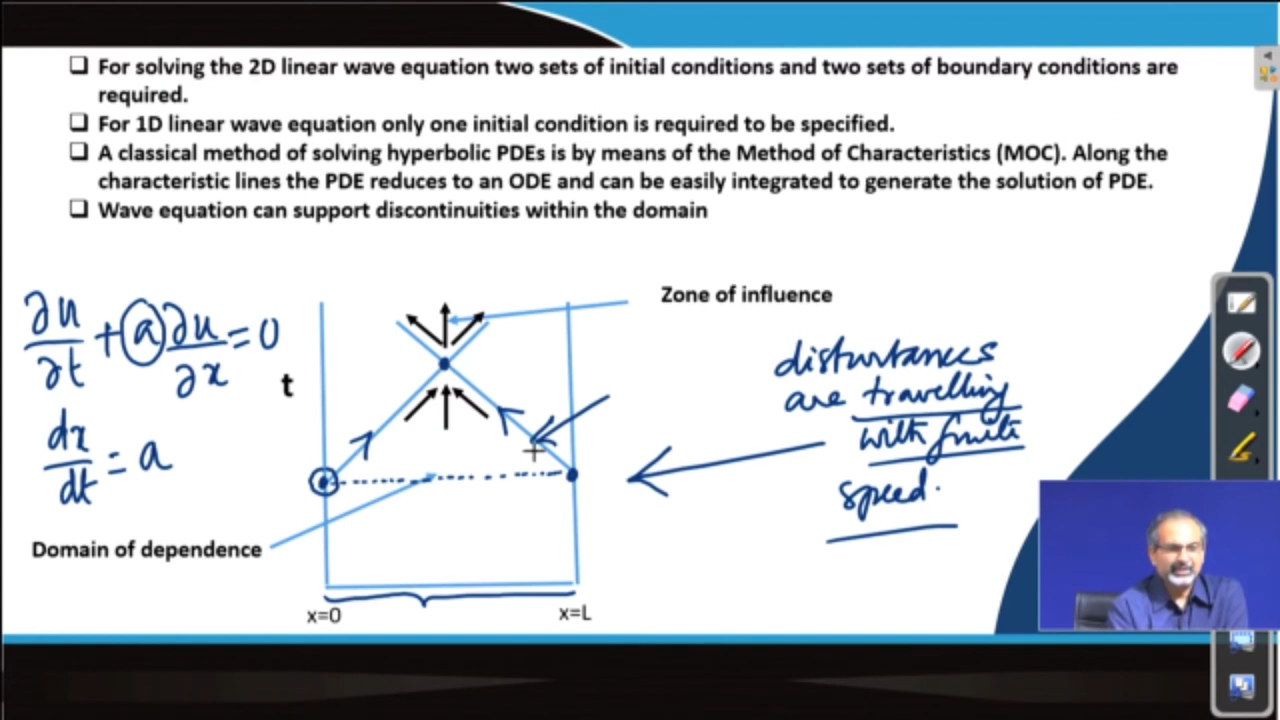 ❑ For solving the 2D linear wave equation two sets of initial conditions and two sets of boundary conditions are
required.
❑ For 1D linear wave equation only one initial condition is required to be specified.
❑ A classical method of solving hyperbolic PDEs is by means of the Method of Characteristics (MOC). Along the
characteristic lines the PDE reduces to an ODE and can be easily integrated to generate the solution of PDE.
❑ Wave equation can support discontinuities within the domain
∂u/∂t + a ∂u/∂x = 0
dx/dt = a
t
Zone of influence
disturbances
are travelling
with finite
speed.
Domain of dependence
x=0
x=L